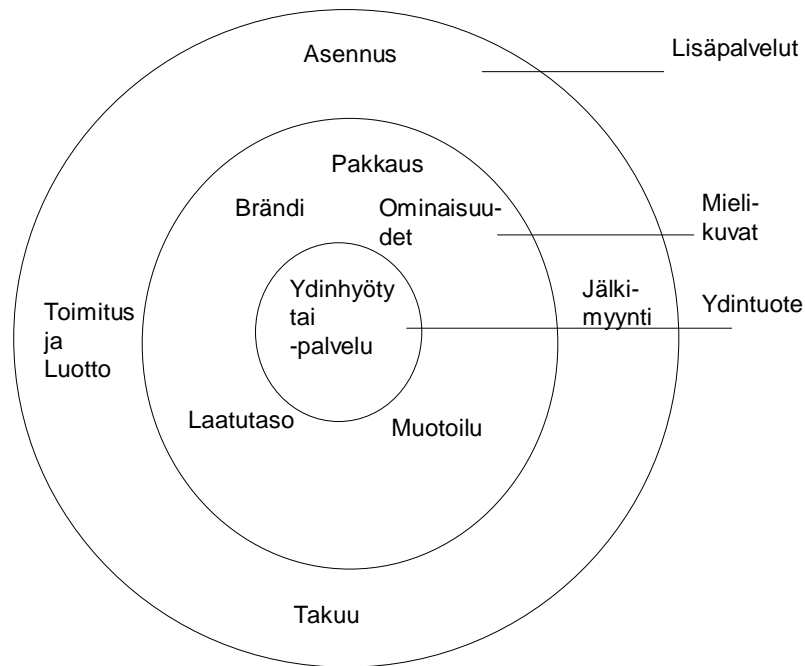 Asennus
Lisäpalvelut
Pakkaus
Brändi
Ominaisuu-
det
Mieli-
kuvat
Ydinhyöty
tai
-palvelu
Jälki-
myynti
Ydintuote
Toimitus
ja
Luotto
Laatutaso
Muotoilu
Takuu